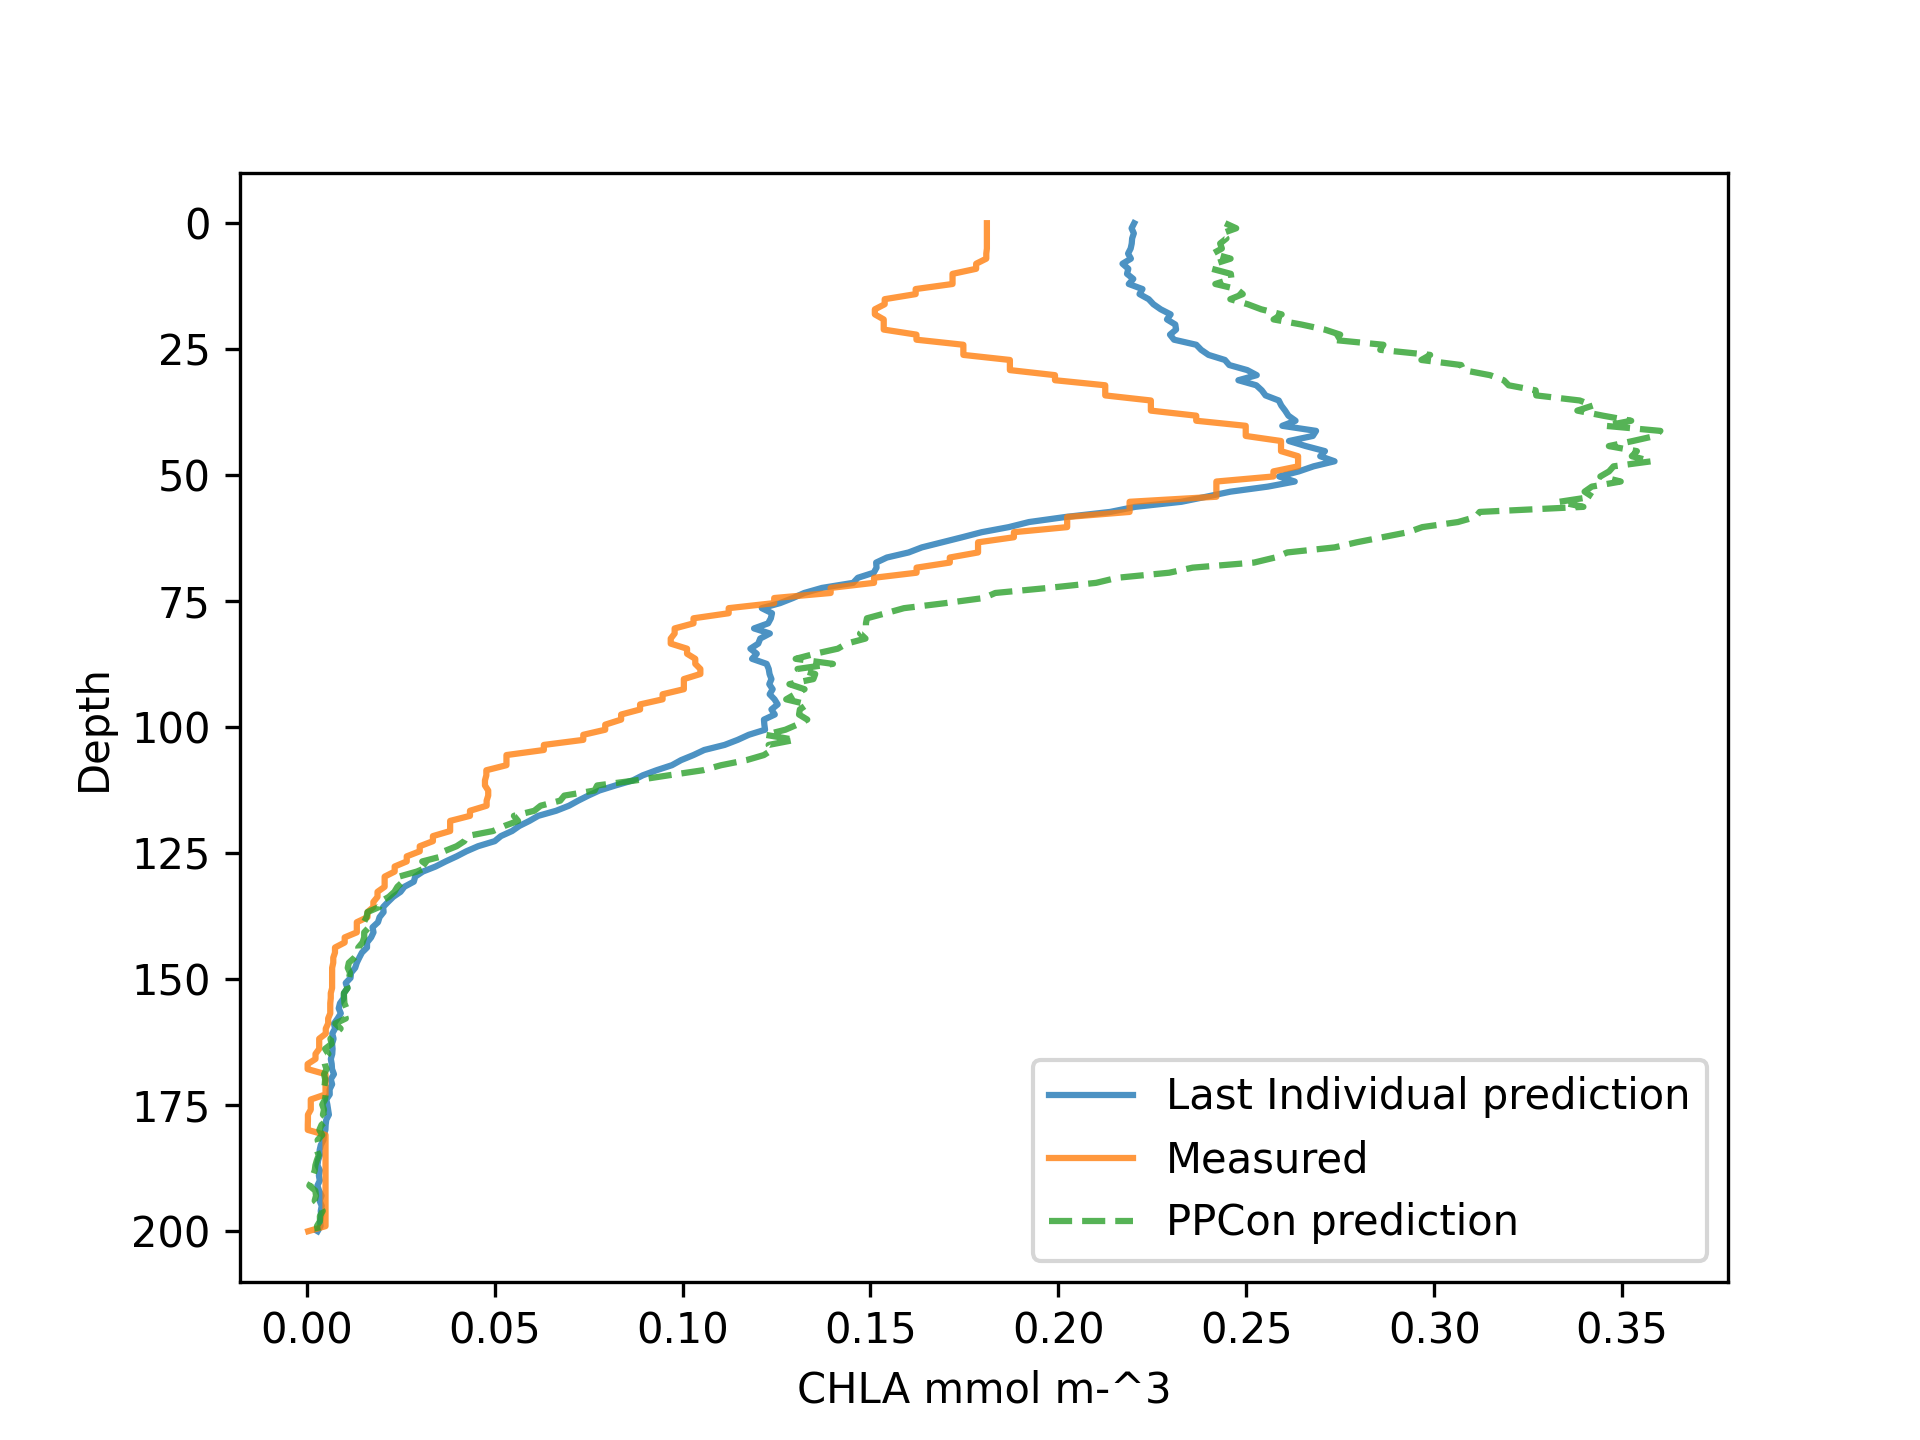 0
25
50
75
100
125
150
175
200
Depth
0.00 0.05 0.10 0.15 0.20 0.25 0.30 0.35
CHLA mmol m-^3
Last Individual prediction
Measured
PPCon prediction